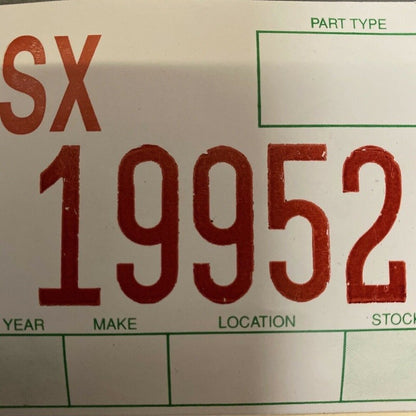 PART TYPE
SX
19952
YEAR MAKE LOCATION STOCK